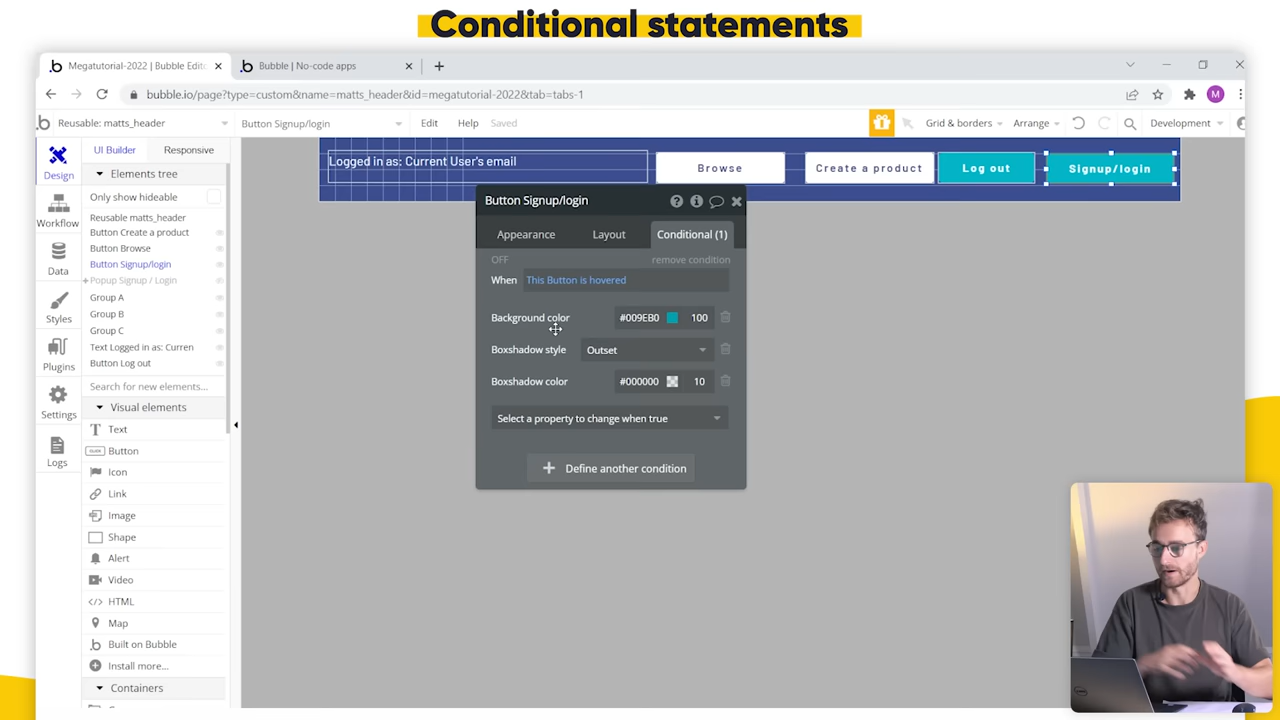 Conditional statements
Megatutorial-2022 | Bubble Edito
Bubble | No-code apps
bubble.io/page?type=custom&name=matts_header&id=megatutorial-2022&tab=tabs-1
M
Reusable: matts_header
Button Signup/login
Edit
Help
Saved
Grid & borders
Arrange
Development
Design
Workflow
Data
Styles
Plugins
Settings
Logs
UI Builder
Responsive
Elements tree
Only show hideable
Reusable matts_header
Button Create a product
Button Browse
Button Signup/login
Popup Signup / Login
Group A
Group B
Group C
Text Logged in as: Curren
Button Log out
Search for new elements...
Visual elements
Text
Button
Icon
Link
Image
Shape
Alert
Video
HTML
Map
Built on Bubble
Install more...
Containers
Logged in as: Current User's email
Browse
Create a product
Log out
Signup/login
Button Signup/login
Appearance
Layout
Conditional (1)
OFF
remove condition
When This Button is hovered
Background color #009EB0 100
Boxshadow style Outset
Boxshadow color #000000 10
Select a property to change when true
Define another condition